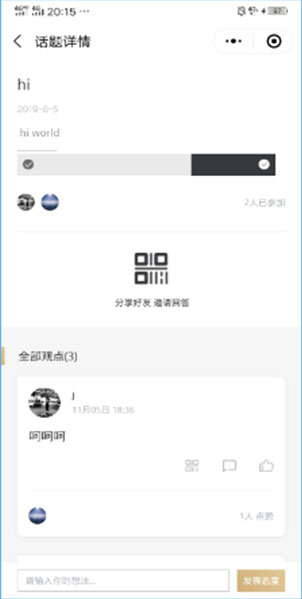 20:15
话题详情
hi
2019-6-5
hi world
2人已参加
分享好友 邀请回答
全部观点(3)
J
11月05日 18:36
呵呵呵
1人 点赞
请输入你的想法...
发表态度